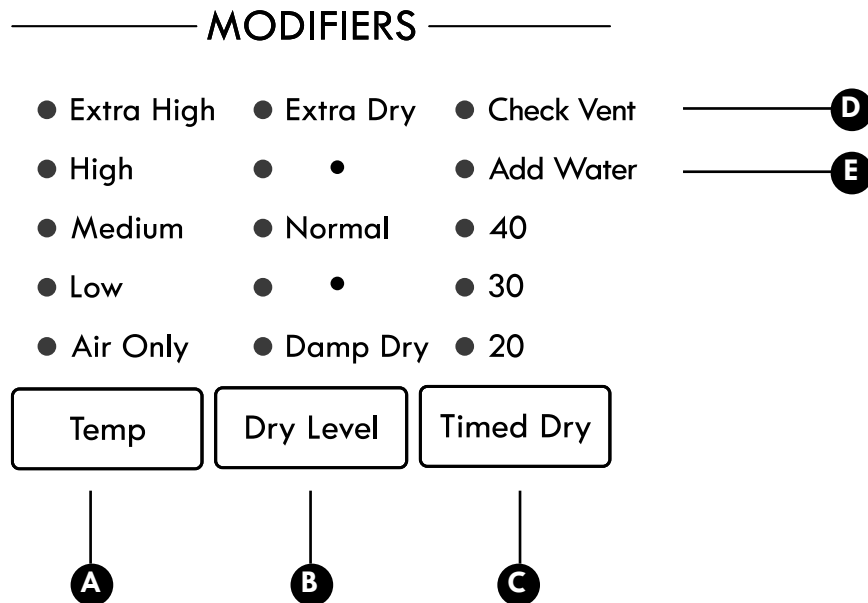 MODIFIERS
Extra High Extra Dry Check Vent D
High • Add Water E
Medium Normal 40
Low • 30
Air Only Damp Dry 20
Temp Dry Level Timed Dry
A B C